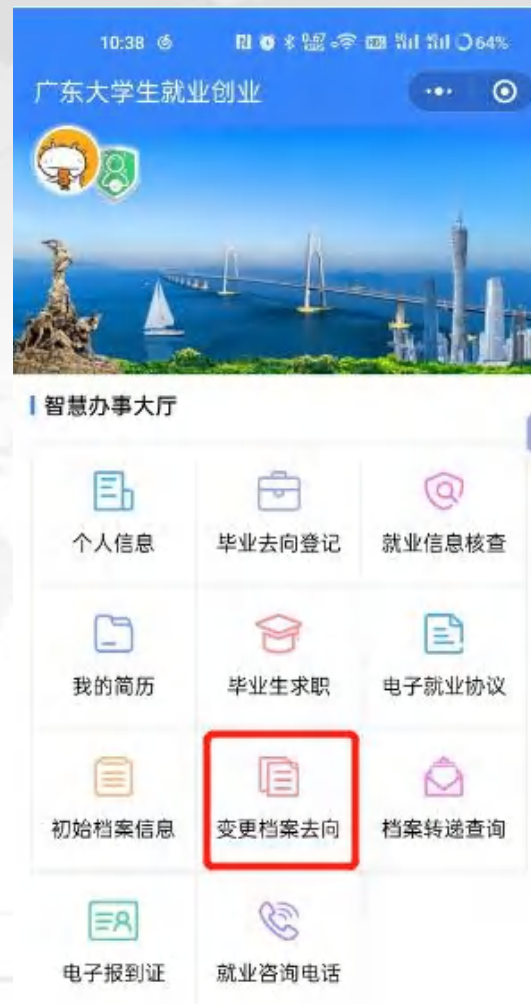 10:38
64%
广东大学生就业创业
智慧办事大厅
个人信息
毕业去向登记
就业信息核查
我的简历
毕业生求职
电子就业协议
初始档案信息
变更档案去向
档案转递查询
电子报到证
就业咨询电话